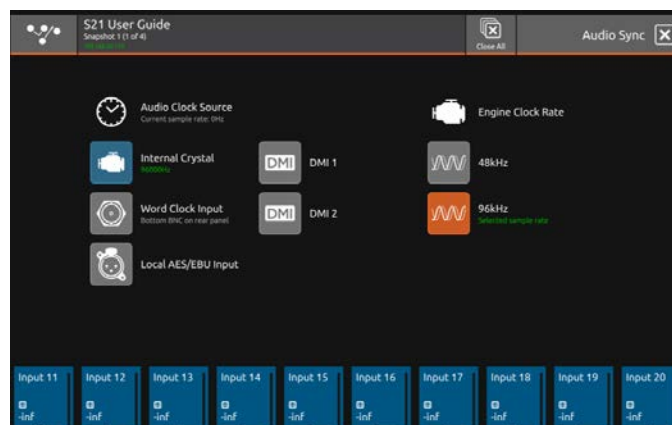 S21 User Guide
Snapshot 1 (1 of 4)
Close All
Audio Sync
Audio Clock Source
Current sample rate: 0Hz
Engine Clock Rate
Internal Crystal
96000Hz
DMI
DMI 1
48kHz
Word Clock Input
Bottom BNC on rear panel
DMI
DMI 2
96kHz
Selected sample rate
Local AES/EBU Input
Input 11
Input 12
Input 13
Input 14
Input 15
Input 16
Input 17
Input 18
Input 19
Input 20
-inf
-inf
-inf
-inf
-inf
-inf
-inf
-inf
-inf
-inf